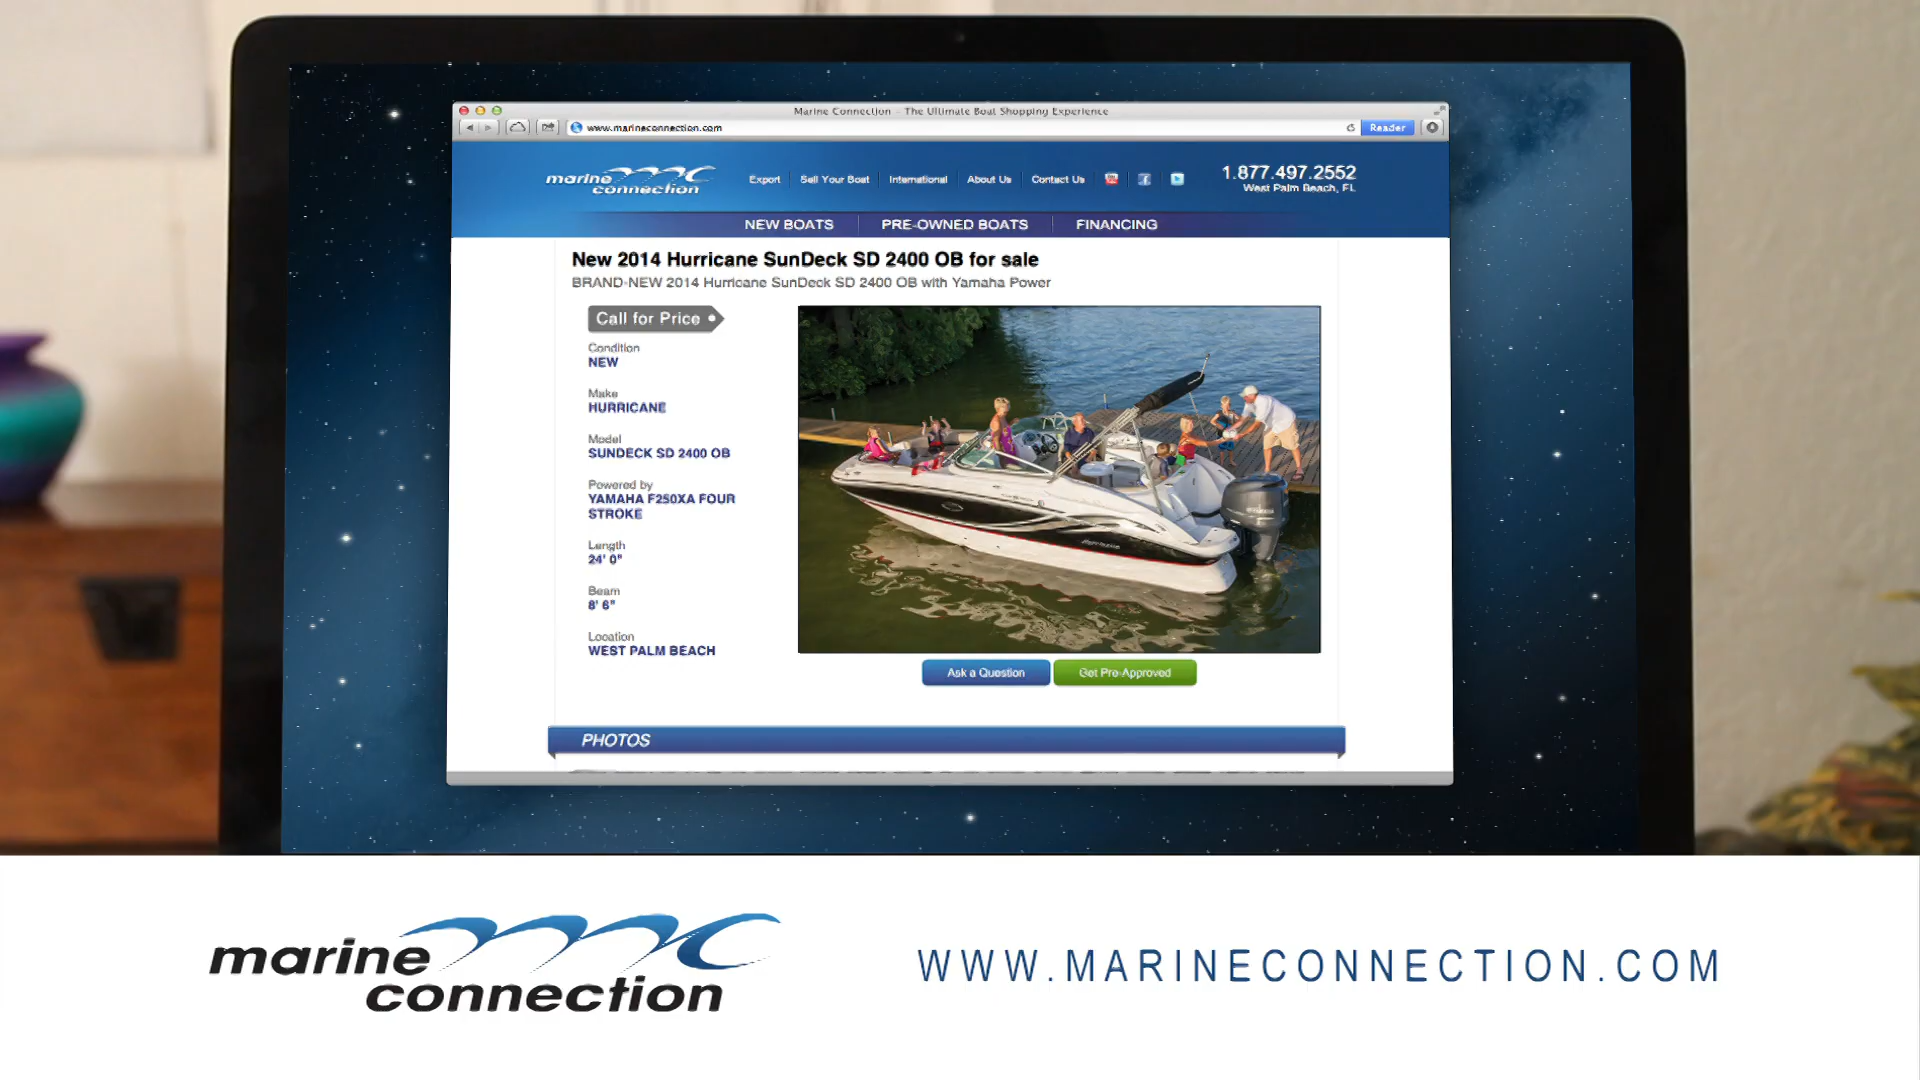 Marine Connection - The Ultimate Boat Shopping Experience
www.marineconnection.com
Reader
marine connection
Export
Sell Your Boat
International
About Us
Contact Us
1.877.497.2552
West Palm Beach, FL
NEW BOATS
PRE-OWNED BOATS
FINANCING
New 2014 Hurricane SunDeck SD 2400 OB for sale
BRAND-NEW 2014 Hurricane SunDeck SD 2400 OB with Yamaha Power
Call for Price
Condition
NEW
Make
HURRICANE
Model
SUNDECK SD 2400 OB
Powered by
YAMAHA F250XA FOUR
STROKE
Length
24' 0"
Beam
8' 6"
Location
WEST PALM BEACH
Ask a Question
Get Pre-Approved
PHOTOS
marine
connection
WWW.MARINECONNECTION.COM